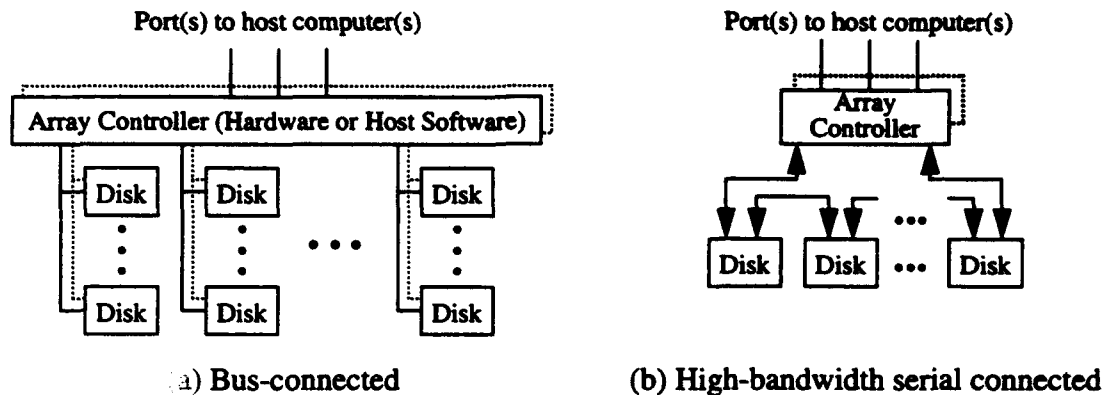 Port(s) to host computer(s)
Array Controller (Hardware or Host Software)
Disk Disk Disk
Disk Disk Disk
a) Bus-connected
Port(s) to host computer(s)
Array
Controller
Disk Disk Disk
(b) High-bandwidth serial connected